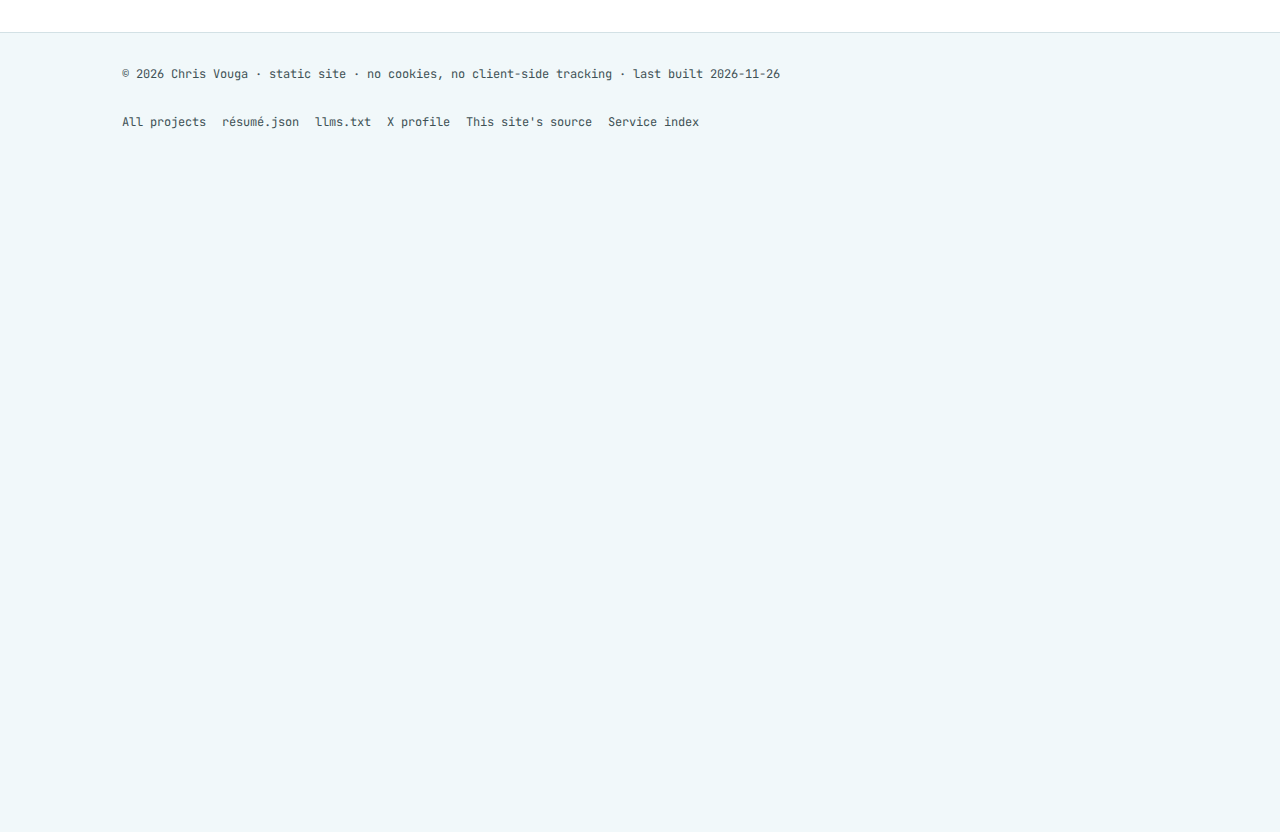 © 2026 Chris Vouga · static site · no cookies, no client-side tracking · last built 2026-11-26
All projects résumé.json llms.txt X profile This site's source Service index